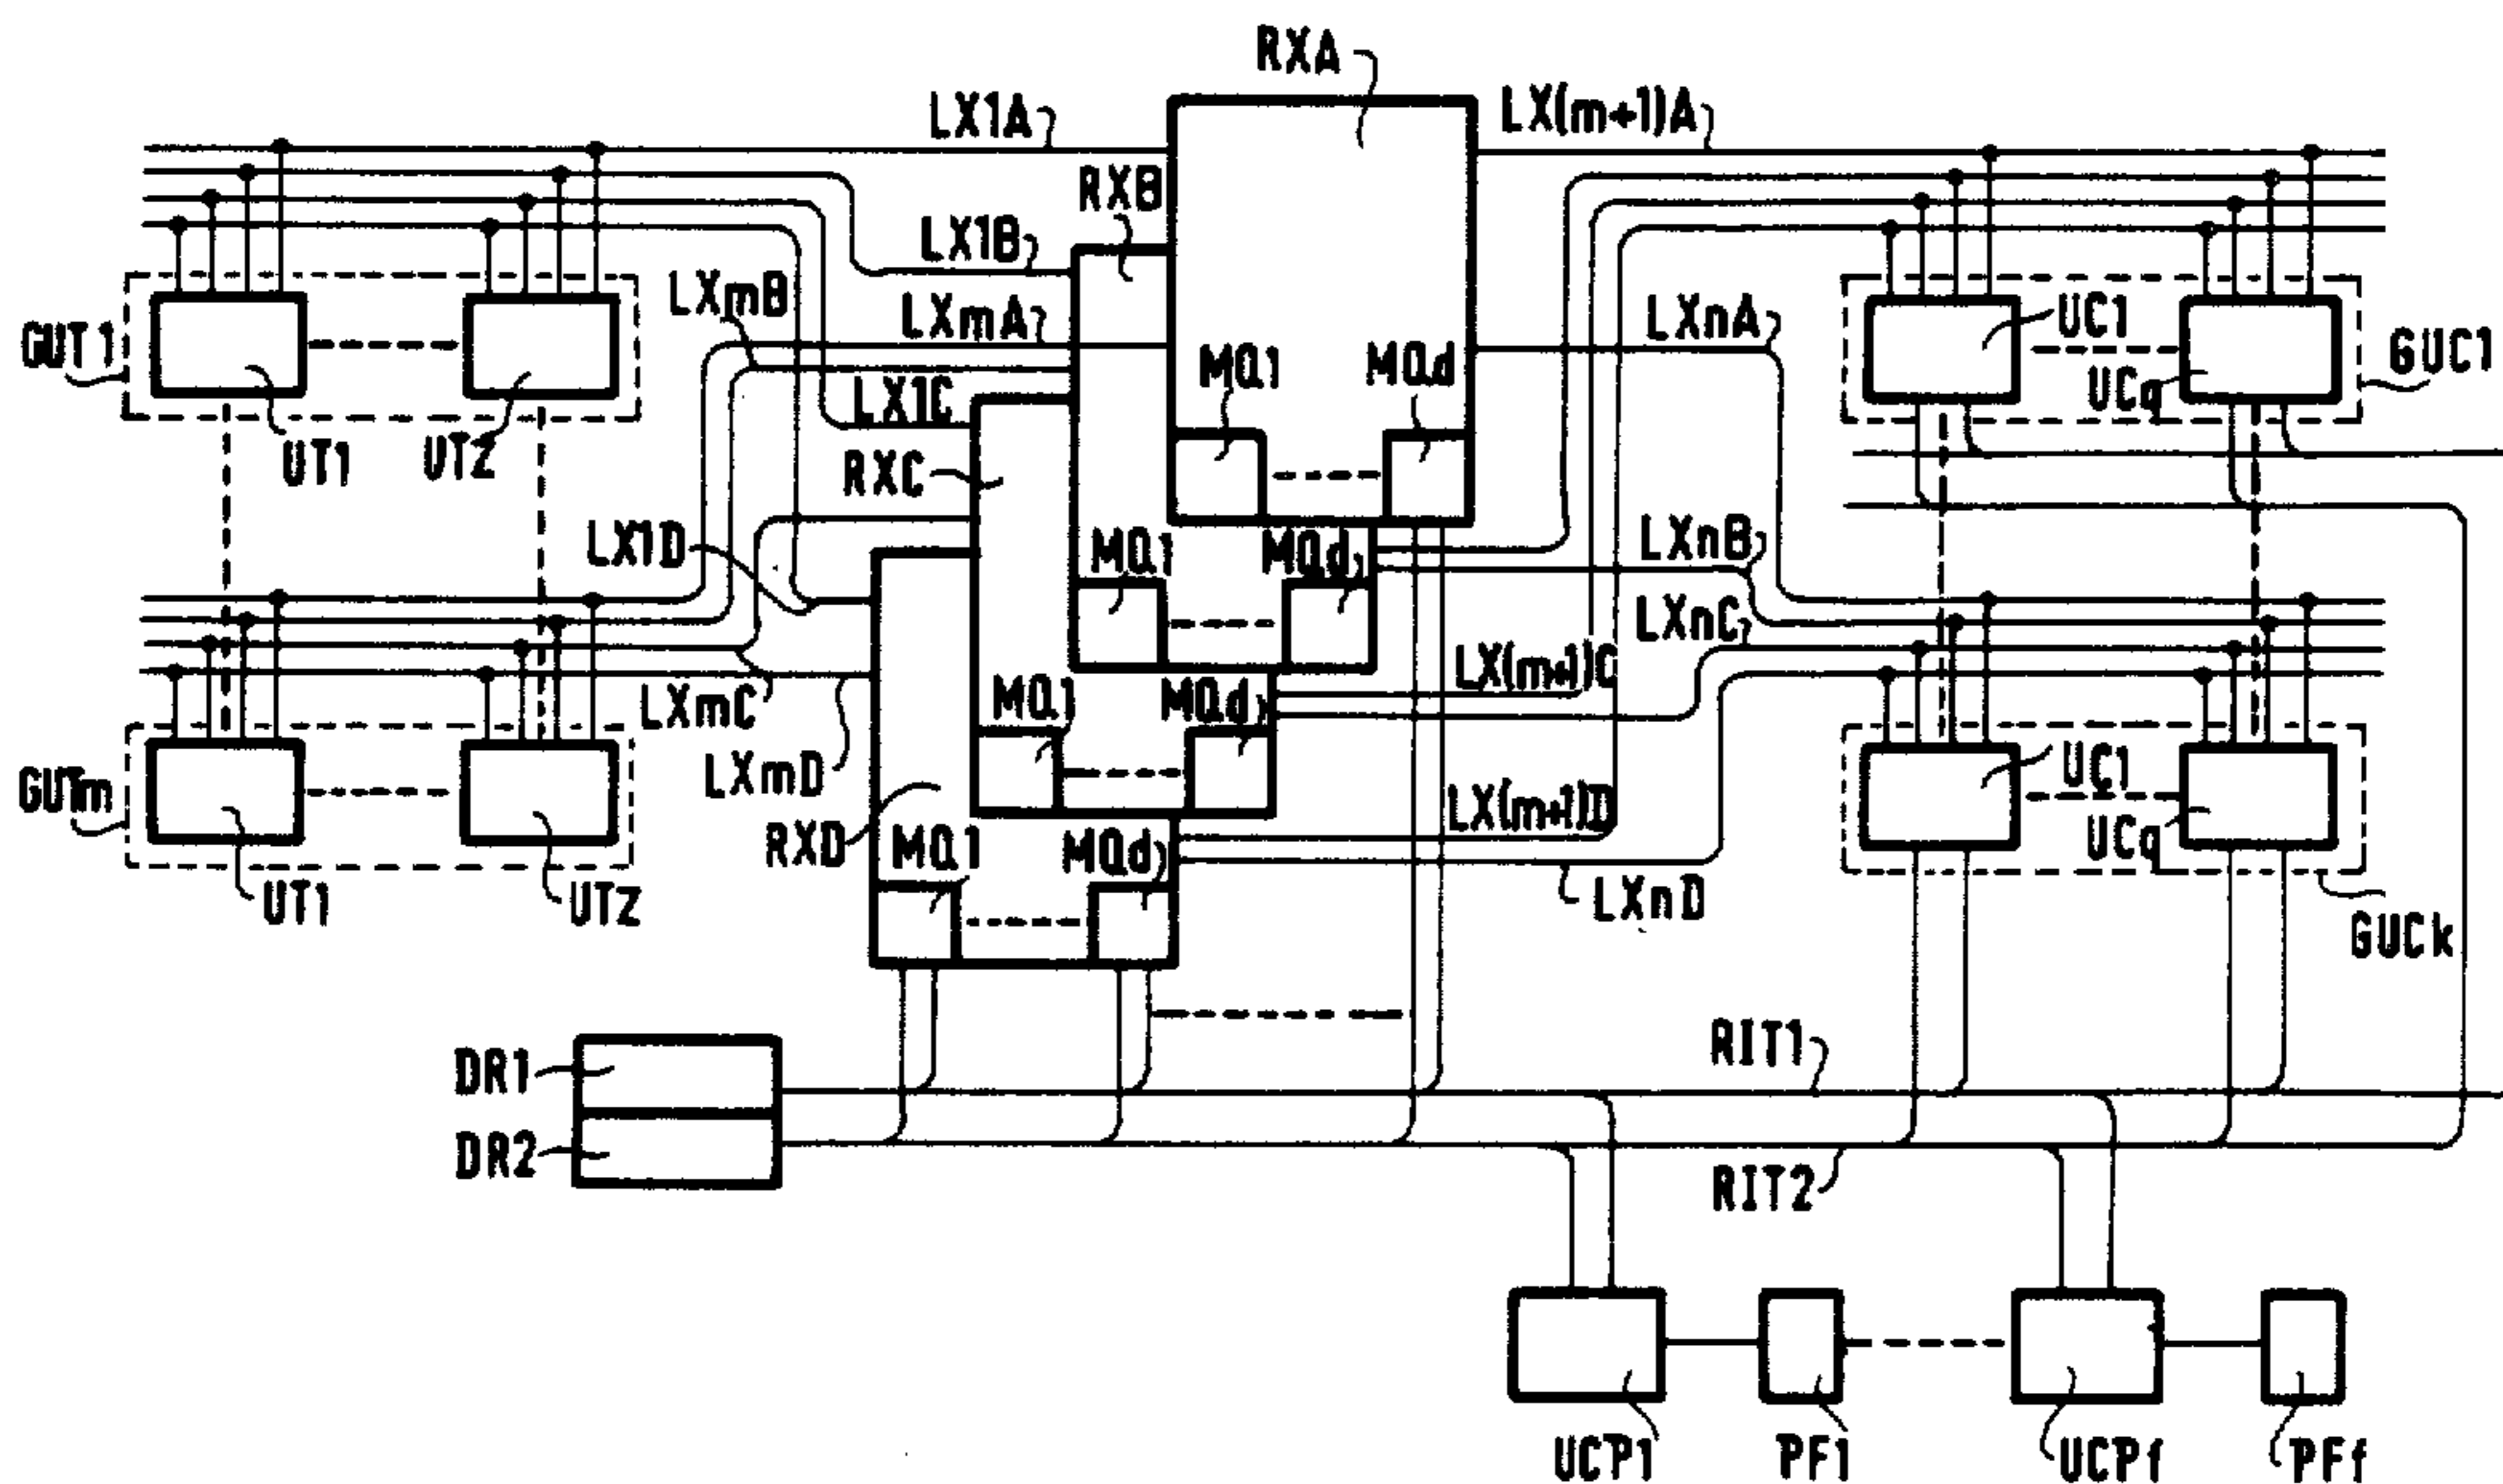 RXA
LX1A
LX(m+1)A
RXB
LX1B
LXmB
LXmA
LXnA
UC1
GUT1
MQ1
MQd
UCq
GUC1
LX1C
UT1
UTZ
RXC
LX1D
MQ1
MQd
LXnB
LXnC
LX(m+1)C
LXmC
MQ1
MQd
LXmD
UC1
GUTm
LX(m+1)D
RXD
MQ1
MQd
UCq
UT1
UTZ
LXnD
GUCk
DR1
RIT1
DR2
RIT2
UCP1
PF1
UCPf
PFf